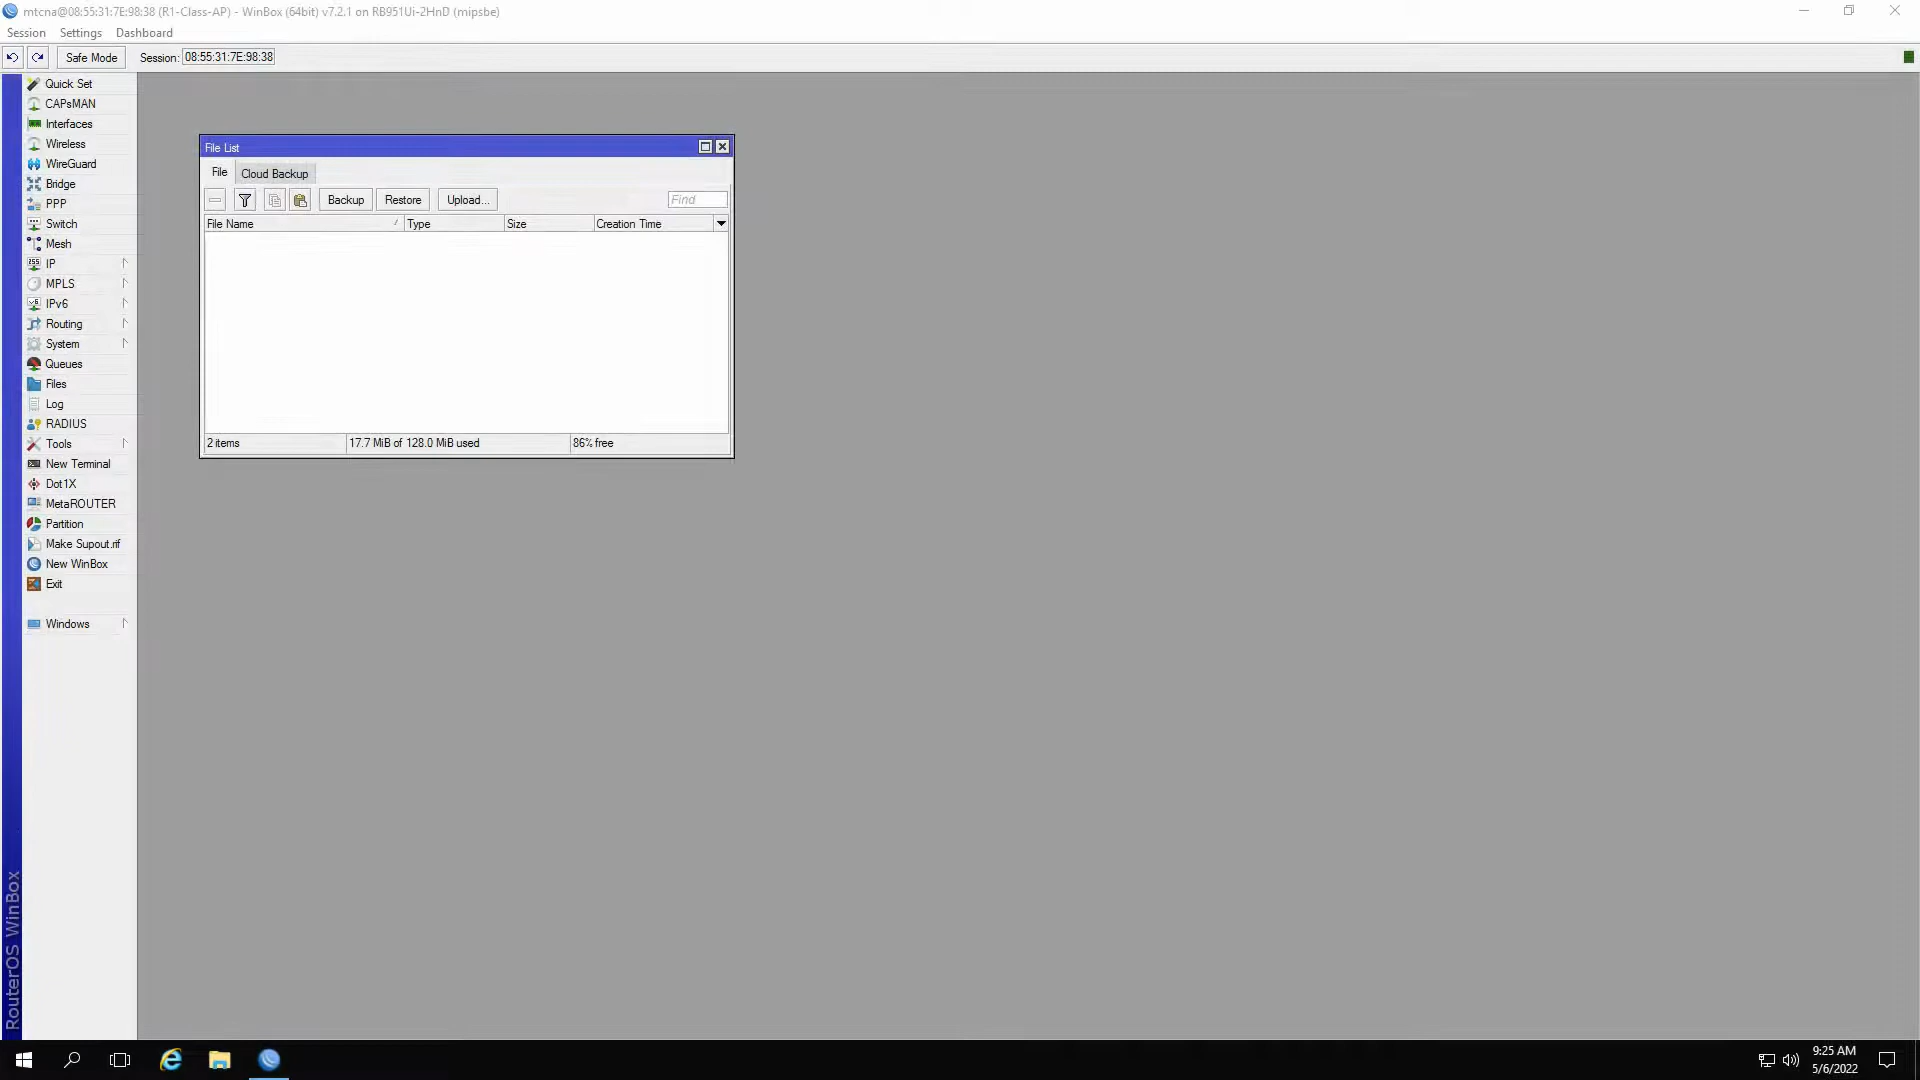 mtcna@08:55:31:7E:98:38 (R1-Class-AP) - WinBox (64bit) v7.2.1 on RB951Ui-2HnD (mipsbe)
Session Settings Dashboard
Safe Mode Session: 08:55:31:7E:98:38
Quick Set
CAPsMAN
Interfaces
Wireless
WireGuard
Bridge
PPP
Switch
Mesh
IP
MPLS
IPv6
Routing
System
Queues
Files
Log
RADIUS
Tools
New Terminal
Dot1X
MetaROUTER
Partition
Make Supout.rif
New WinBox
Exit
Windows
RouterOS WinBox
File List
File Cloud Backup
Backup Restore Upload... Find
File Name Type Size Creation Time
2 items 17.7 MiB of 128.0 MiB used 86% free
9:25 AM
5/6/2022